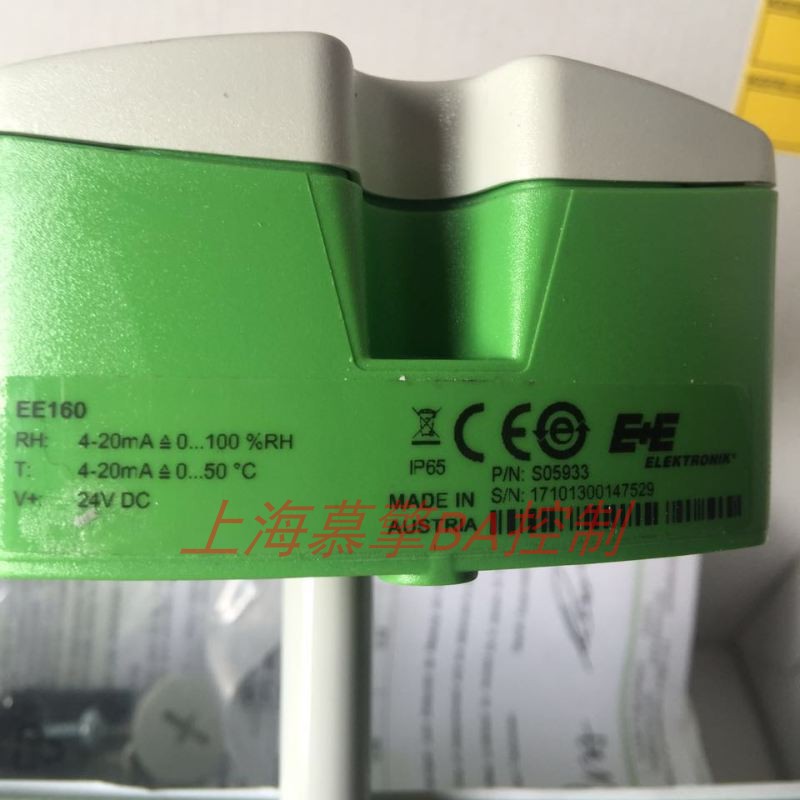 EE160
RH: 4-20mA ≙ 0...100 %RH
T: 4-20mA ≙ 0...50 °C
V+: 24V DC
IP65
MADE IN
AUSTRIA
CE
E+E
ELEKTRONIK®
P/N: S05933
S/N: 17101300147529
上海慕擎BA控制